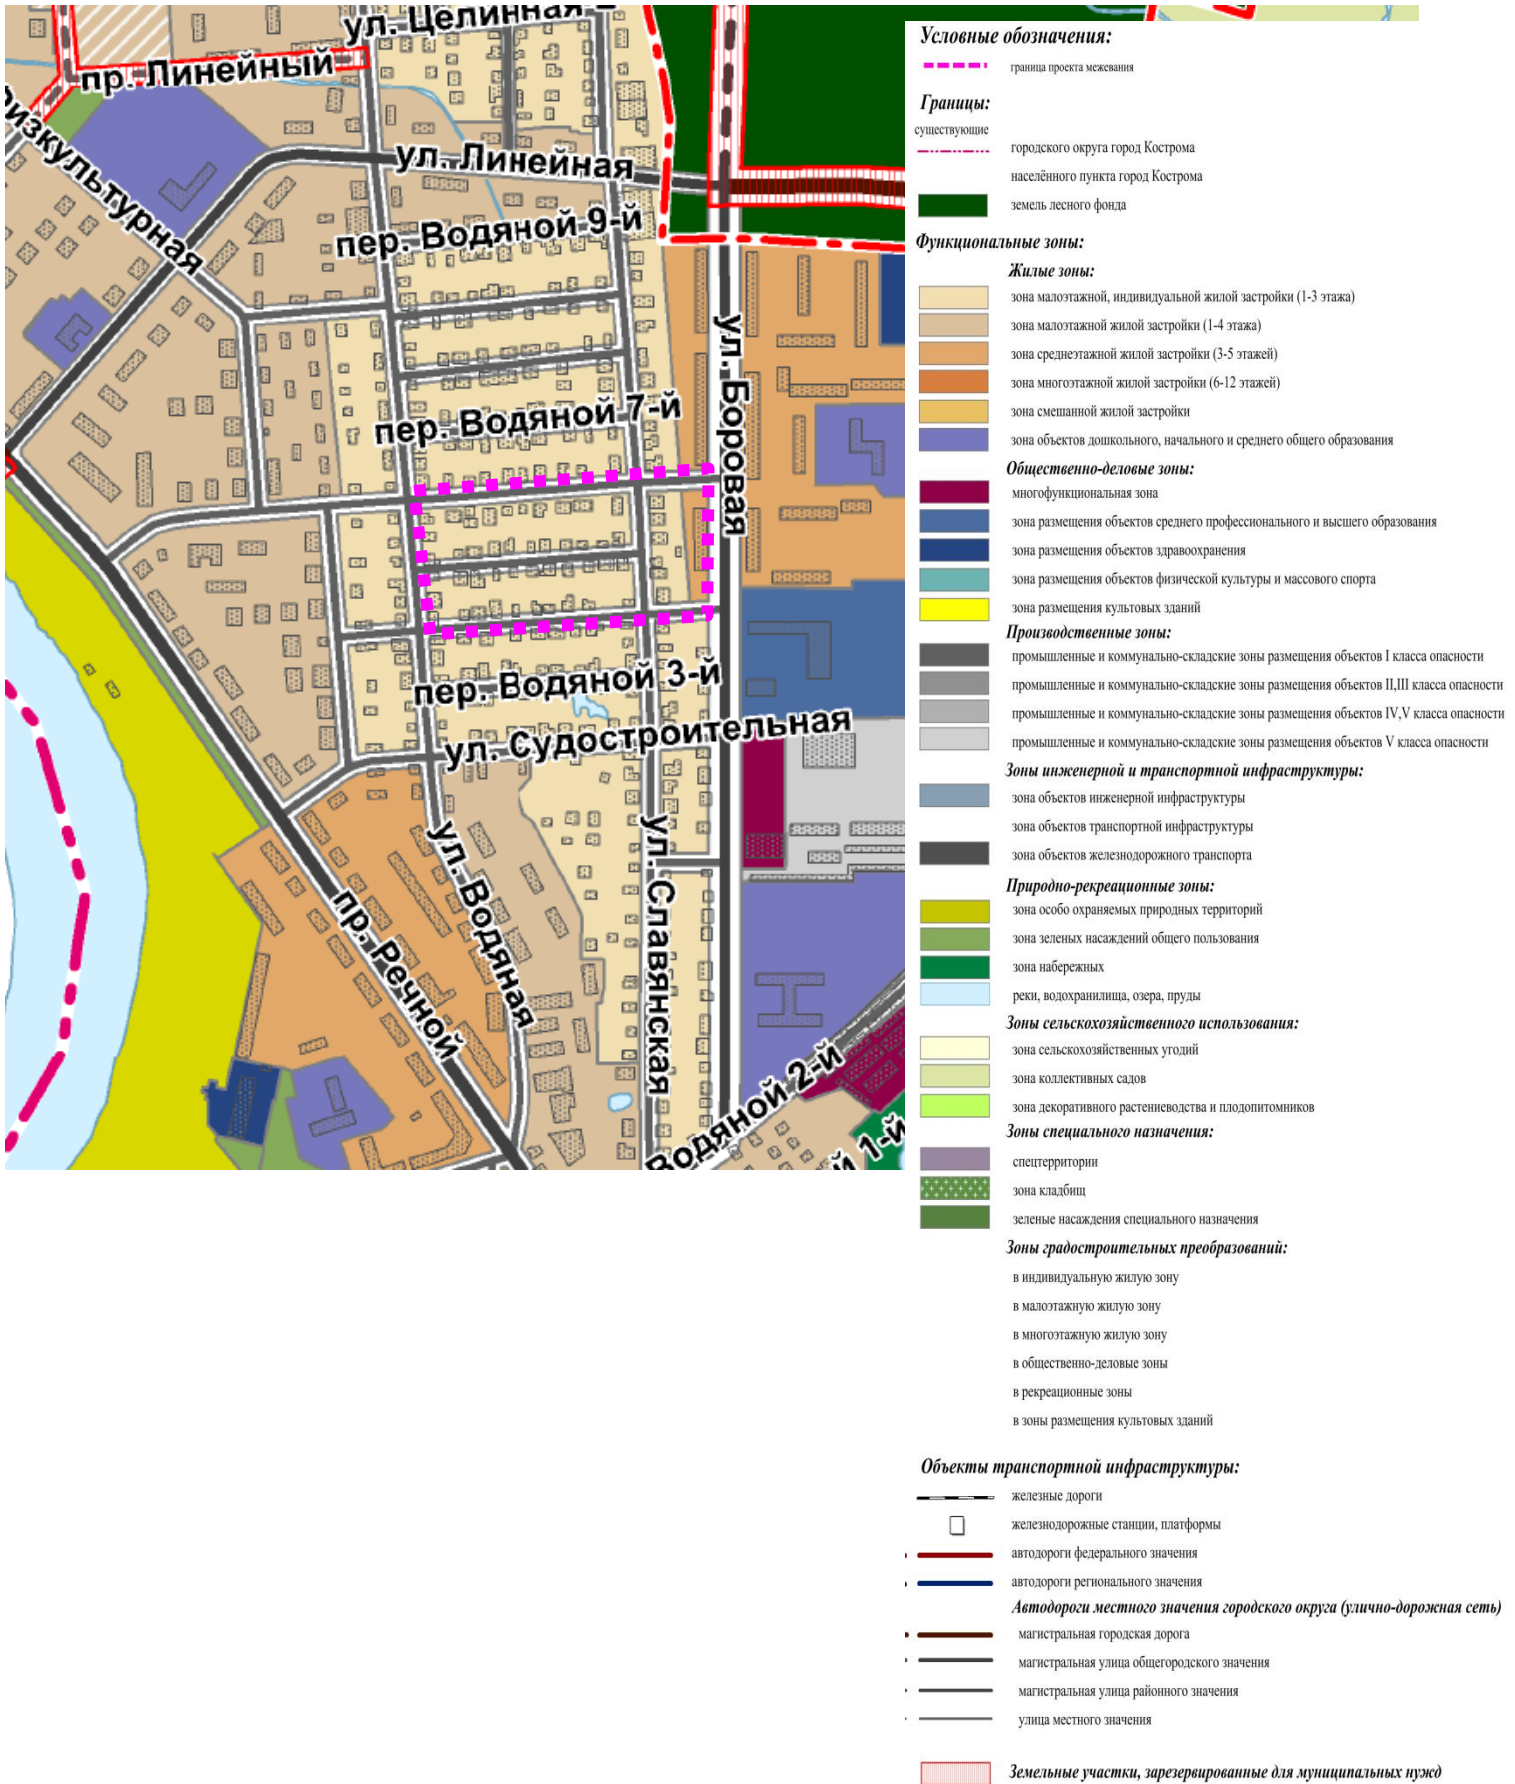 ул. Целинная
пр. Линейный
Физкультурная
ул. Линейная
пер. Водяной 9-й
ул. Боровая
пер. Водяной 7-й
пер. Водяной 3-й
ул. Судостроительная
ул. Водяная
ул. Славянская
пр. Речной
Водяной 2-й
й 1-й
Условные обозначения:
граница проекта межевания
Границы:
существующие
городского округа город Кострома
населённого пункта город Кострома
земель лесного фонда
Функциональные зоны:
Жилые зоны:
зона малоэтажной, индивидуальной жилой застройки (1-3 этажа)
зона малоэтажной жилой застройки (1-4 этажа)
зона среднеэтажной жилой застройки (3-5 этажей)
зона многоэтажной жилой застройки (6-12 этажей)
зона смешанной жилой застройки
зона объектов дошкольного, начального и среднего общего образования
Общественно-деловые зоны:
многофункциональная зона
зона размещения объектов среднего профессионального и высшего образования
зона размещения объектов здравоохранения
зона размещения объектов физической культуры и массового спорта
зона размещения культовых зданий
Производственные зоны:
промышленные и коммунально-складские зоны размещения объектов I класса опасности
промышленные и коммунально-складские зоны размещения объектов II,III класса опасности
промышленные и коммунально-складские зоны размещения объектов IV,V класса опасности
промышленные и коммунально-складские зоны размещения объектов V класса опасности
Зоны инженерной и транспортной инфраструктуры:
зона объектов инженерной инфраструктуры
зона объектов транспортной инфраструктуры
зона объектов железнодорожного транспорта
Природно-рекреационные зоны:
зона особо охраняемых природных территорий
зона зеленых насаждений общего пользования
зона набережных
реки, водохранилища, озера, пруды
Зоны сельскохозяйственного использования:
зона сельскохозяйственных угодий
зона коллективных садов
зона декоративного растениеводства и плодопитомников
Зоны специального назначения:
спецтерритории
зона кладбищ
зеленые насаждения специального назначения
Зоны градостроительных преобразований:
в индивидуальную жилую зону
в малоэтажную жилую зону
в многоэтажную жилую зону
в общественно-деловые зоны
в рекреационные зоны
в зоны размещения культовых зданий
Объекты транспортной инфраструктуры:
железные дороги
железнодорожные станции, платформы
автодороги федерального значения
автодороги регионального значения
Автодороги местного значения городского округа (улично-дорожная сеть)
магистральная городская дорога
магистральная улица общегородского значения
магистральная улица районного значения
улица местного значения
Земельные участки, зарезервированные для муниципальных нужд